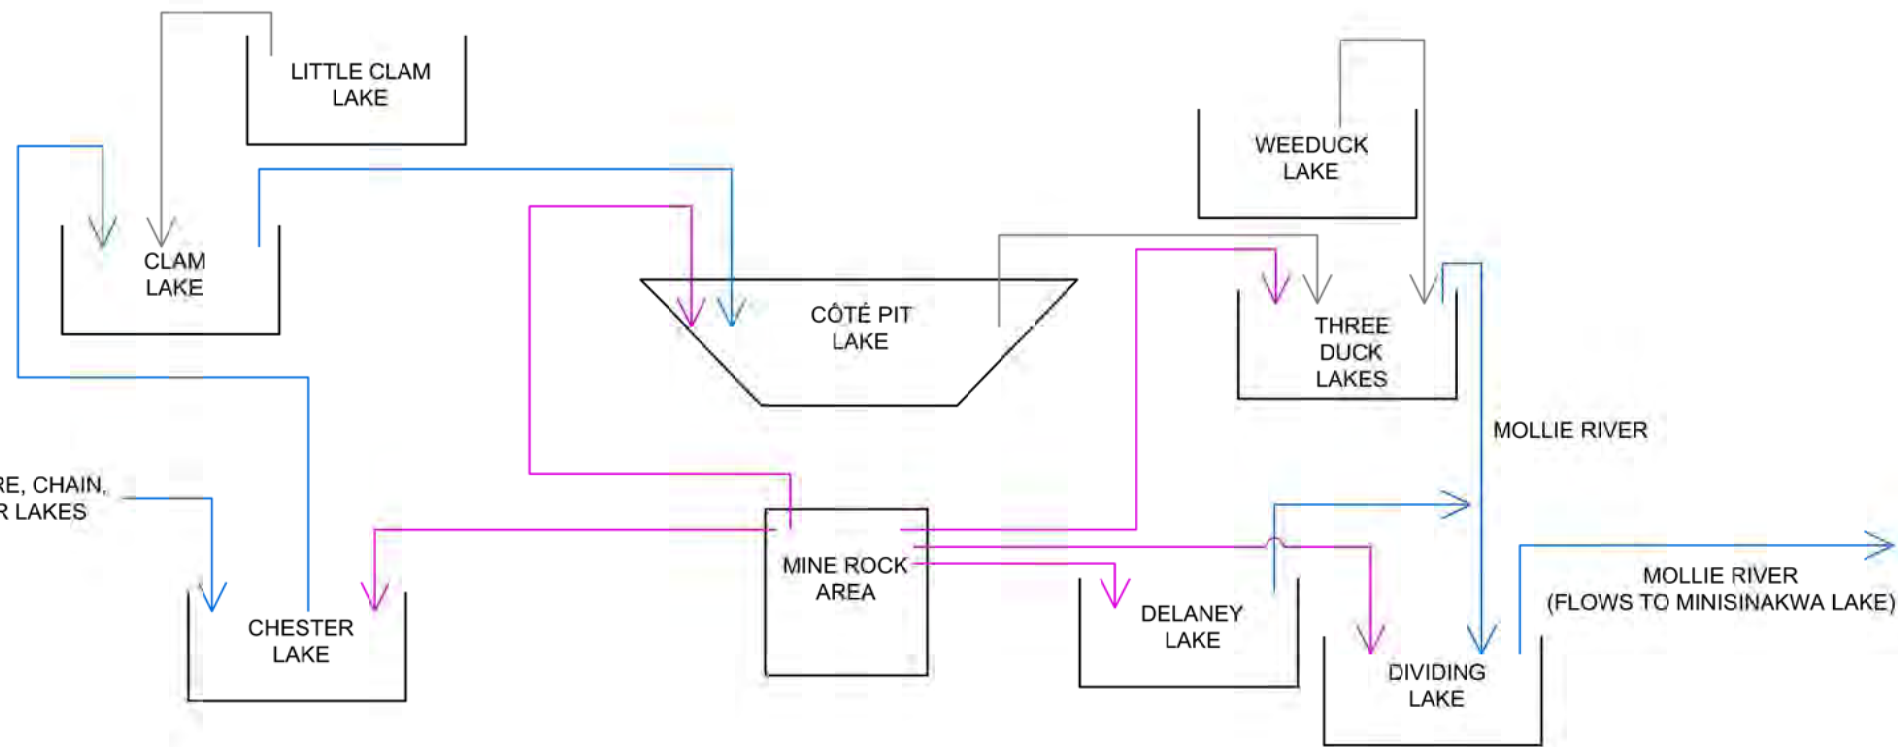 LITTLE CLAM
LAKE
WEEDUCK
LAKE
CLAM
LAKE
CÔTÉ PIT
LAKE
THREE
DUCK
LAKES
MOLLIE RIVER
CHAIN,
LAKES
MINE ROCK
AREA
CHESTER
LAKE
DELANEY
LAKE
MOLLIE RIVER
(FLOWS TO MINISINAKWA LAKE)
DIVIDING
LAKE